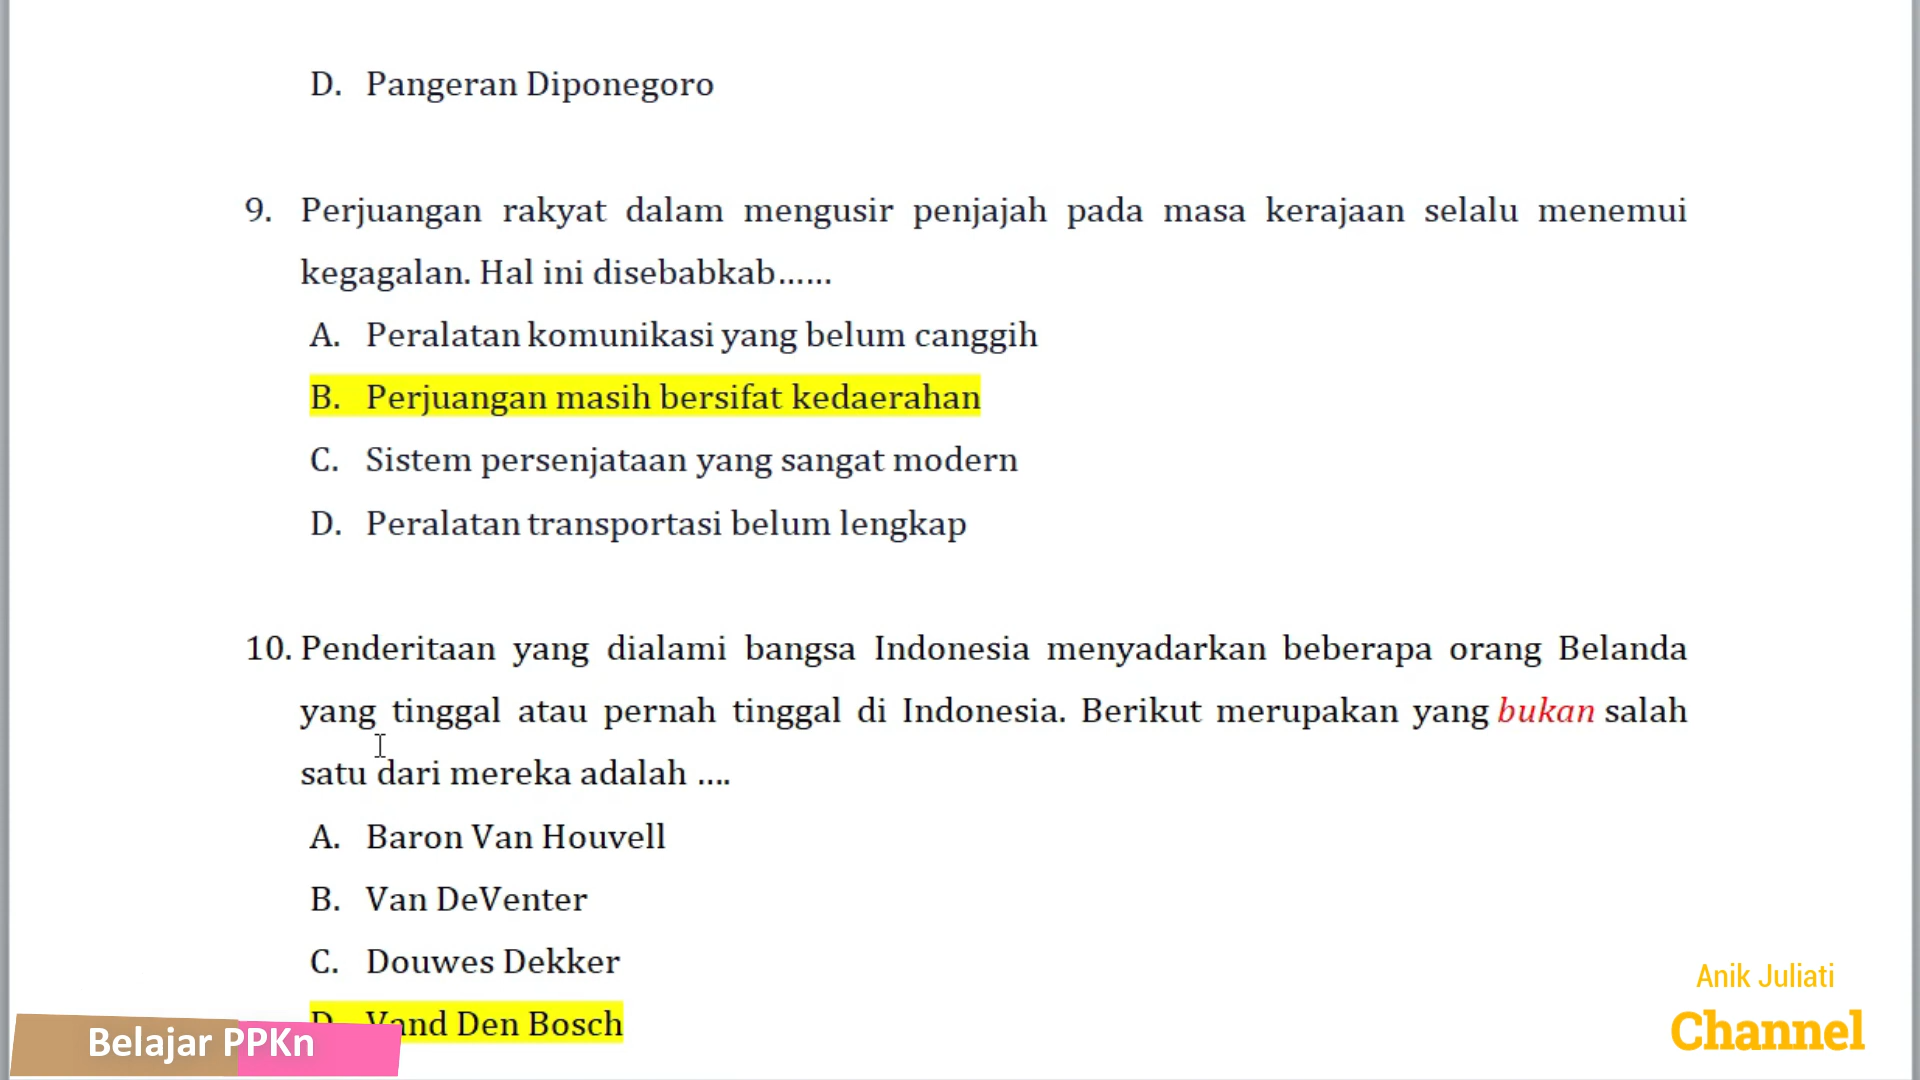 D. Pangeran Diponegoro
9. Perjuangan rakyat dalam mengusir penjajah pada masa kerajaan selalu menemui
kegagalan. Hal ini disebabkab......
A. Peralatan komunikasi yang belum canggih
B. Perjuangan masih bersifat kedaerahan
C. Sistem persenjataan yang sangat modern
D. Peralatan transportasi belum lengkap
10. Penderitaan yang dialami bangsa Indonesia menyadarkan beberapa orang Belanda
yang tinggal atau pernah tinggal di Indonesia. Berikut merupakan yang bukan salah
satu dari mereka adalah ....
A. Baron Van Houvell
B. Van DeVenter
C. Douwes Dekker
D. Vand Den Bosch
Belajar PPKn
Anik Juliati
Channel